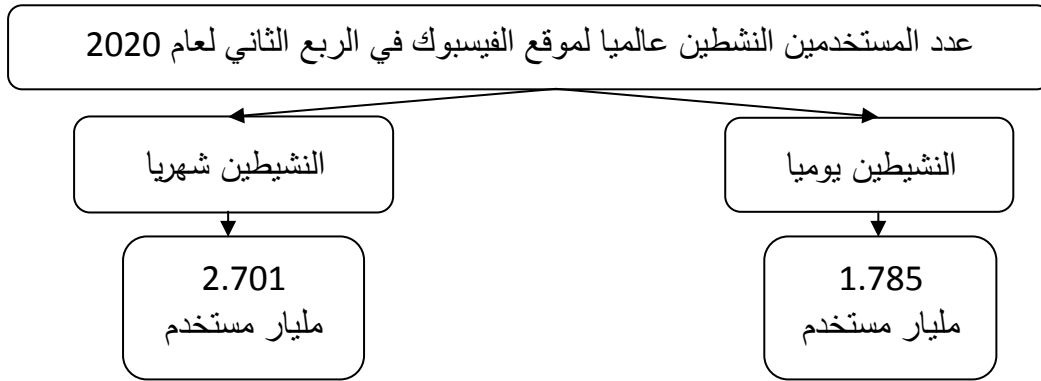 عدد المستخدمين النشطين عالميا لموقع الفيسبوك في الربع الثاني لعام 2020
النشيطين يوميا
النشيطين شهريا
1.785
مليار مستخدم
2.701
مليار مستخدم